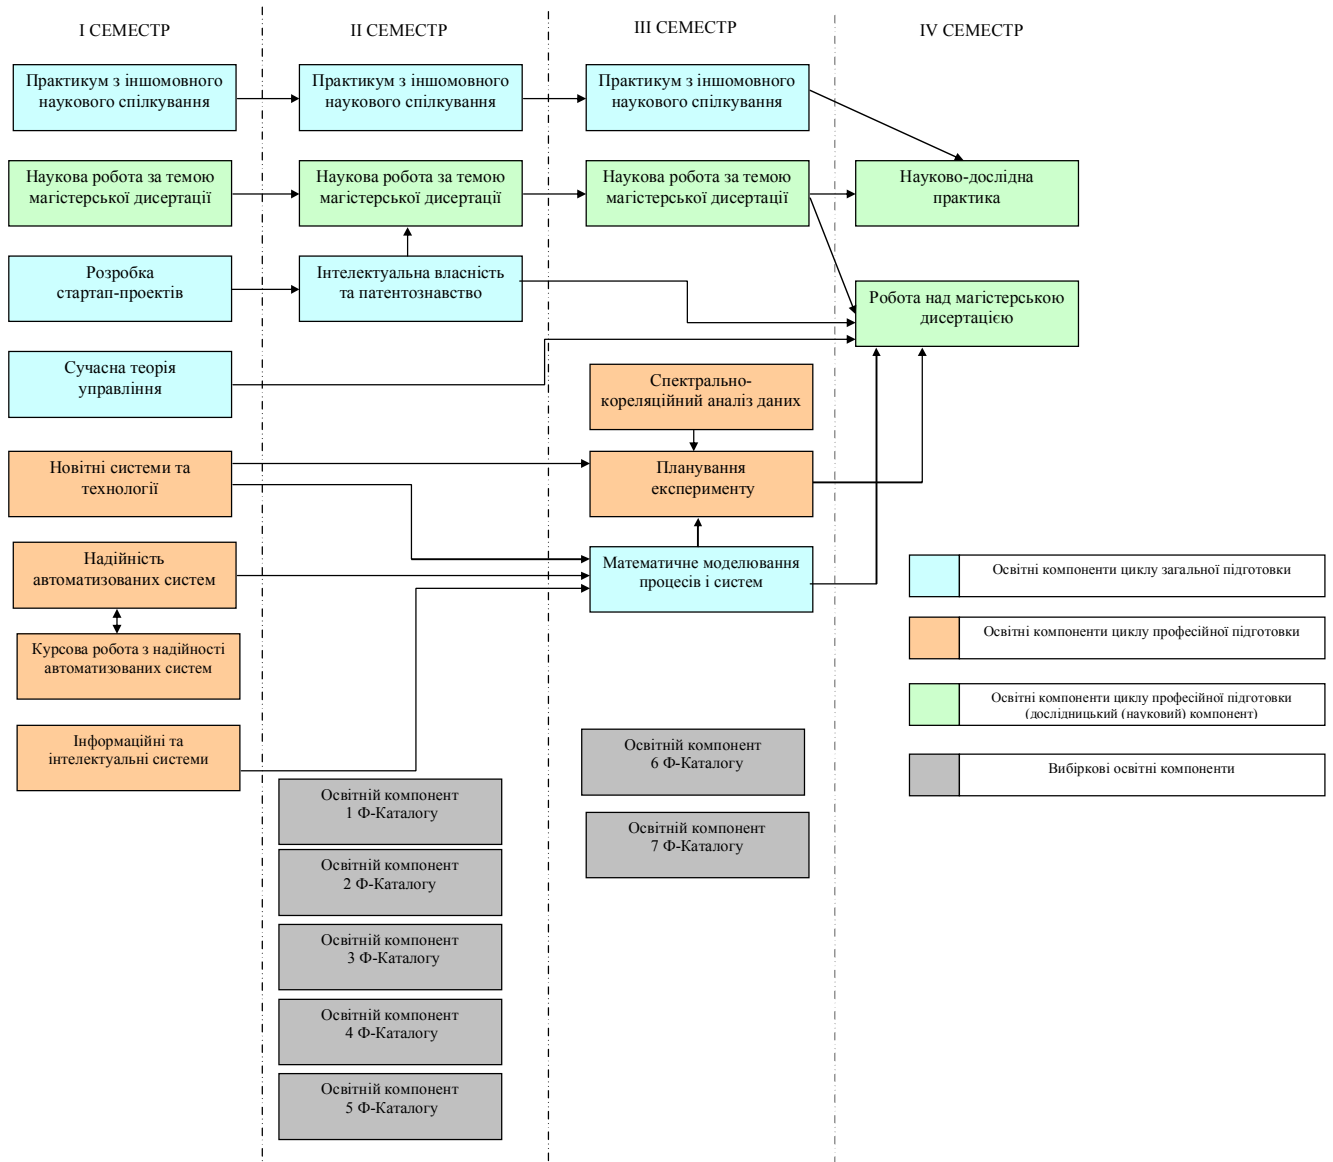 І СЕМЕСТР
ІІ СЕМЕСТР
ІІІ СЕМЕСТР
IV СЕМЕСТР
Практикум з іншомовного
наукового спілкування
Практикум з іншомовного
наукового спілкування
Практикум з іншомовного
наукового спілкування
Наукова робота за темою
магістерської дисертації
Наукова робота за темою
магістерської дисертації
Наукова робота за темою
магістерської дисертації
Науково-дослідна
практика
Розробка
стартап-проектів
Інтелектуальна власність
та патентознавство
Робота над магістерською
дисертацією
Сучасна теорія
управління
Спектрально-
кореляційний аналіз даних
Новітні системи та
технології
Планування
експерименту
Надійність
автоматизованих систем
Математичне моделювання
процесів і систем
Курсова робота з надійності
автоматизованих систем
Інформаційні та
інтелектуальні системи
Освітній компонент
1 Ф-Каталогу
Освітній компонент
2 Ф-Каталогу
Освітній компонент
3 Ф-Каталогу
Освітній компонент
4 Ф-Каталогу
Освітній компонент
5 Ф-Каталогу
Освітній компонент
6 Ф-Каталогу
Освітній компонент
7 Ф-Каталогу
Освітні компоненти циклу загальної підготовки
Освітні компоненти циклу професійної підготовки
Освітні компоненти циклу професійної підготовки
(дослідницький (науковий) компонент)
Вибіркові освітні компоненти